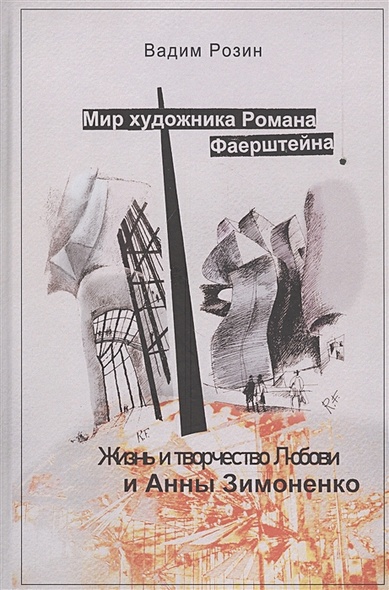 Вадим Розин
Мир художника Романа
Фаерштейна
R.F.
R.F.
Жизнь и творчество Любови
и Анны Зимоненко